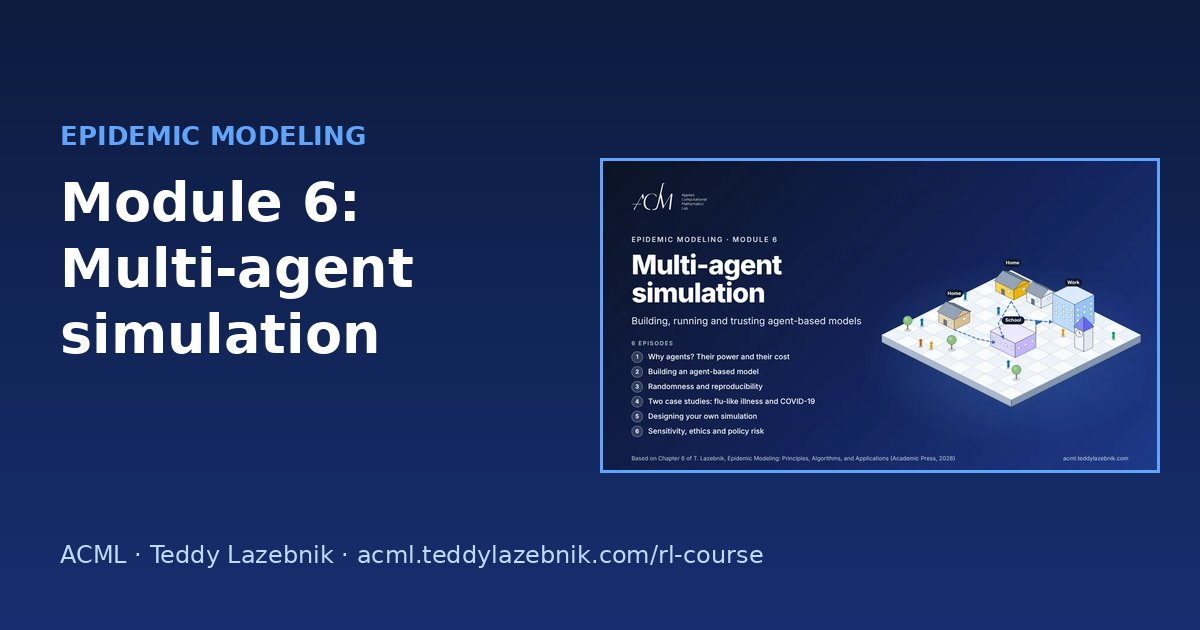 EPIDEMIC MODELING
Module 6:
Multi-agent
simulation
ACM
Applied
Computational
Mathematics
Lab
EPIDEMIC MODELING · MODULE 6
Multi-agent
simulation
Building, running and trusting agent-based models
6 EPISODES
1 Why agents? Their power and their cost
2 Building an agent-based model
3 Randomness and reproducibility
4 Two case studies: flu-like illness and COVID-19
5 Designing your own simulation
6 Sensitivity, ethics and policy risk
Home
Home
Work
School
Based on Chapter 6 of T. Lazebnik, Epidemic Modeling: Principles, Algorithms, and Applications (Academic Press, 2026)
acml.teddylazebnik.com
ACML · Teddy Lazebnik · acml.teddylazebnik.com/rl-course